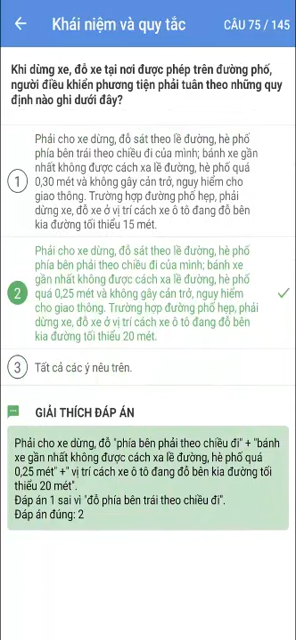 Khái niệm và quy tắc
CÂU 75 / 145
Khi dừng xe, đỗ xe tại nơi được phép trên đường phố,
người điều khiển phương tiện phải tuân theo những quy
định nào ghi dưới đây?
Phải cho xe dừng, đỗ sát theo lề đường, hè phố
phía bên trái theo chiều đi của mình; bánh xe gần
nhất không được cách xa lề đường, hè phố quá
1
0,30 mét và không gây cản trở, nguy hiểm cho
giao thông. Trường hợp đường phố hẹp, phải
dừng xe, đỗ xe ở vị trí cách xe ô tô đang đỗ bên
kia đường tối thiểu 15 mét.
Phải cho xe dừng, đỗ sát theo lề đường, hè phố
phía bên phải theo chiều đi của mình; bánh xe
gần nhất không được cách xa lề đường, hè phố
2
quá 0,25 mét và không gây cản trở, nguy hiểm
cho giao thông. Trường hợp đường phố hẹp, phải
dừng xe, đỗ xe ở vị trí cách xe ô tô đang đỗ bên
kia đường tối thiểu 20 mét.
3
Tất cả các ý nêu trên.
GIẢI THÍCH ĐÁP ÁN
Phải cho xe dừng, đỗ "phía bên phải theo chiều đi" + "bánh
xe gần nhất không được cách xa lề đường, hè phố quá
0,25 mét" +" vị trí cách xe ô tô đang đỗ bên kia đường tối
thiểu 20 mét".
Đáp án 1 sai vì "đỗ phía bên trái theo chiều đi".
Đáp án đúng: 2